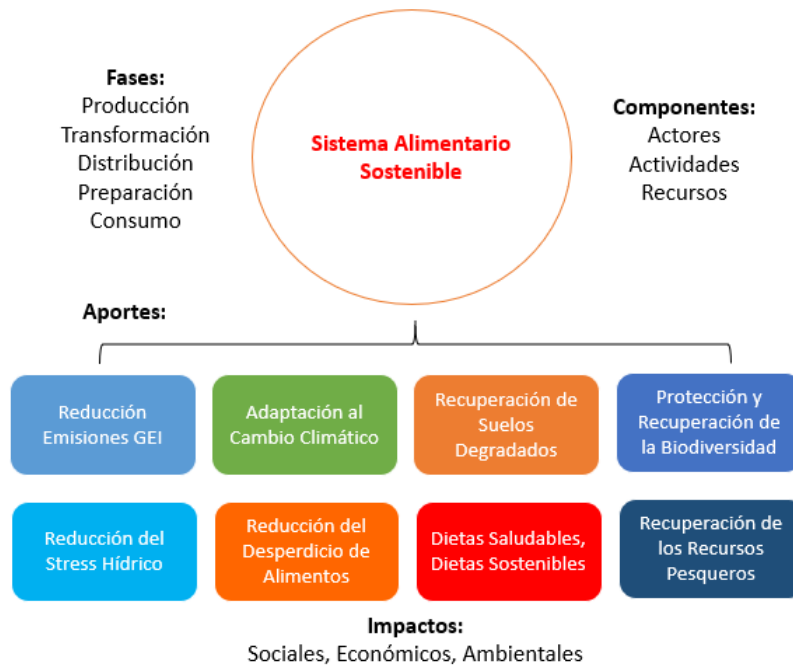 Fases:
Producción
Transformación
Distribución
Preparación
Consumo
Sistema Alimentario
Sostenible
Componentes:
Actores
Actividades
Recursos
Aportes:
Reducción
Emisiones GEI
Adaptación al
Cambio Climático
Recuperación de
Suelos
Degradados
Protección y
Recuperación de
la Biodiversidad
Reducción del
Stress Hídrico
Reducción del
Desperdicio de
Alimentos
Dietas Saludables,
Dietas Sostenibles
Recuperación de
los Recursos
Pesqueros
Impactos:
Sociales, Económicos, Ambientales